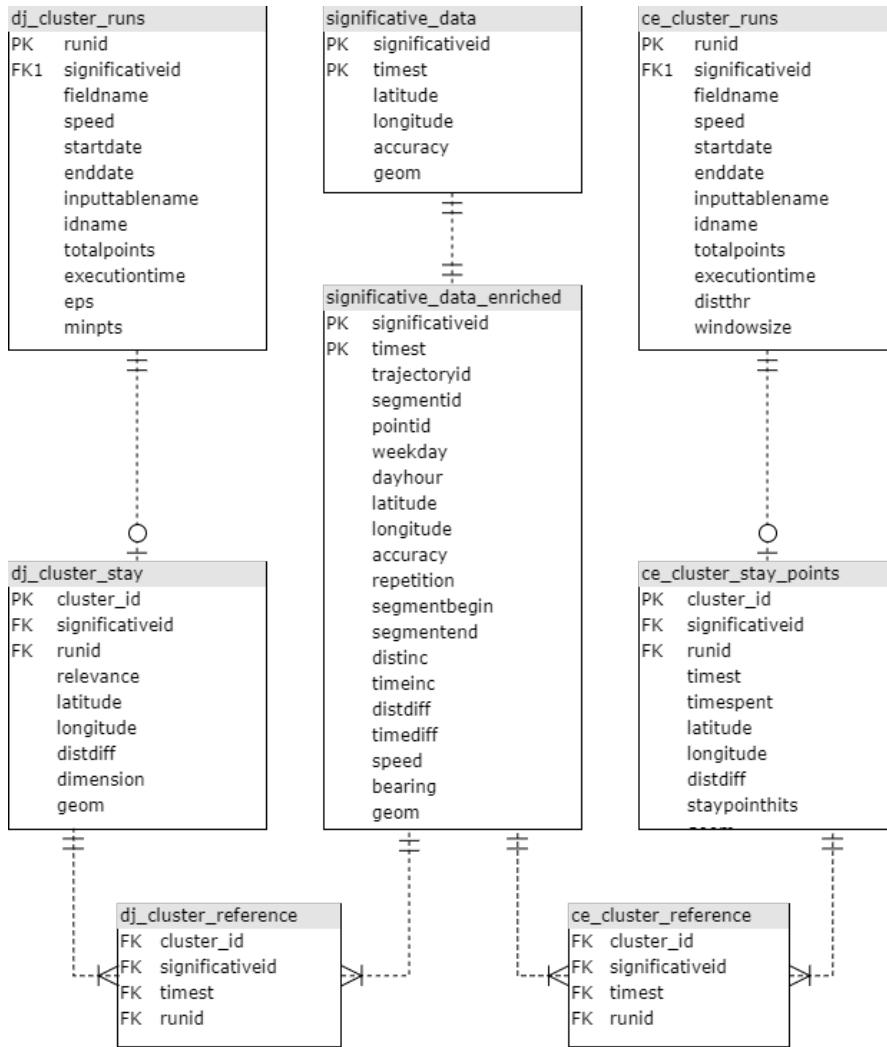 dj_cluster_runs
PK runid
FK1 significativeid
fieldname
speed
startdate
enddate
inputtablename
idname
totalpoints
executiontime
eps
minpts
significative_data
PK significativeid
PK timest
latitude
longitude
accuracy
geom
ce_cluster_runs
PK runid
FK1 significativeid
fieldname
speed
startdate
enddate
inputtablename
idname
totalpoints
executiontime
distthr
windowsize
significative_data_enriched
PK significativeid
PK timest
trajectoryid
segmentid
pointid
weekday
dayhour
latitude
longitude
accuracy
repetition
segmentbegin
segmentend
distinc
timeinc
distdiff
timediff
speed
bearing
geom
dj_cluster_stay
PK cluster_id
FK significativeid
FK runid
relevance
latitude
longitude
distdiff
dimension
geom
ce_cluster_stay_points
PK cluster_id
FK significativeid
FK runid
timest
timespent
latitude
longitude
distdiff
staypointhits
dj_cluster_reference
FK cluster_id
FK significativeid
FK timest
FK runid
ce_cluster_reference
FK cluster_id
FK significativeid
FK timest
FK runid